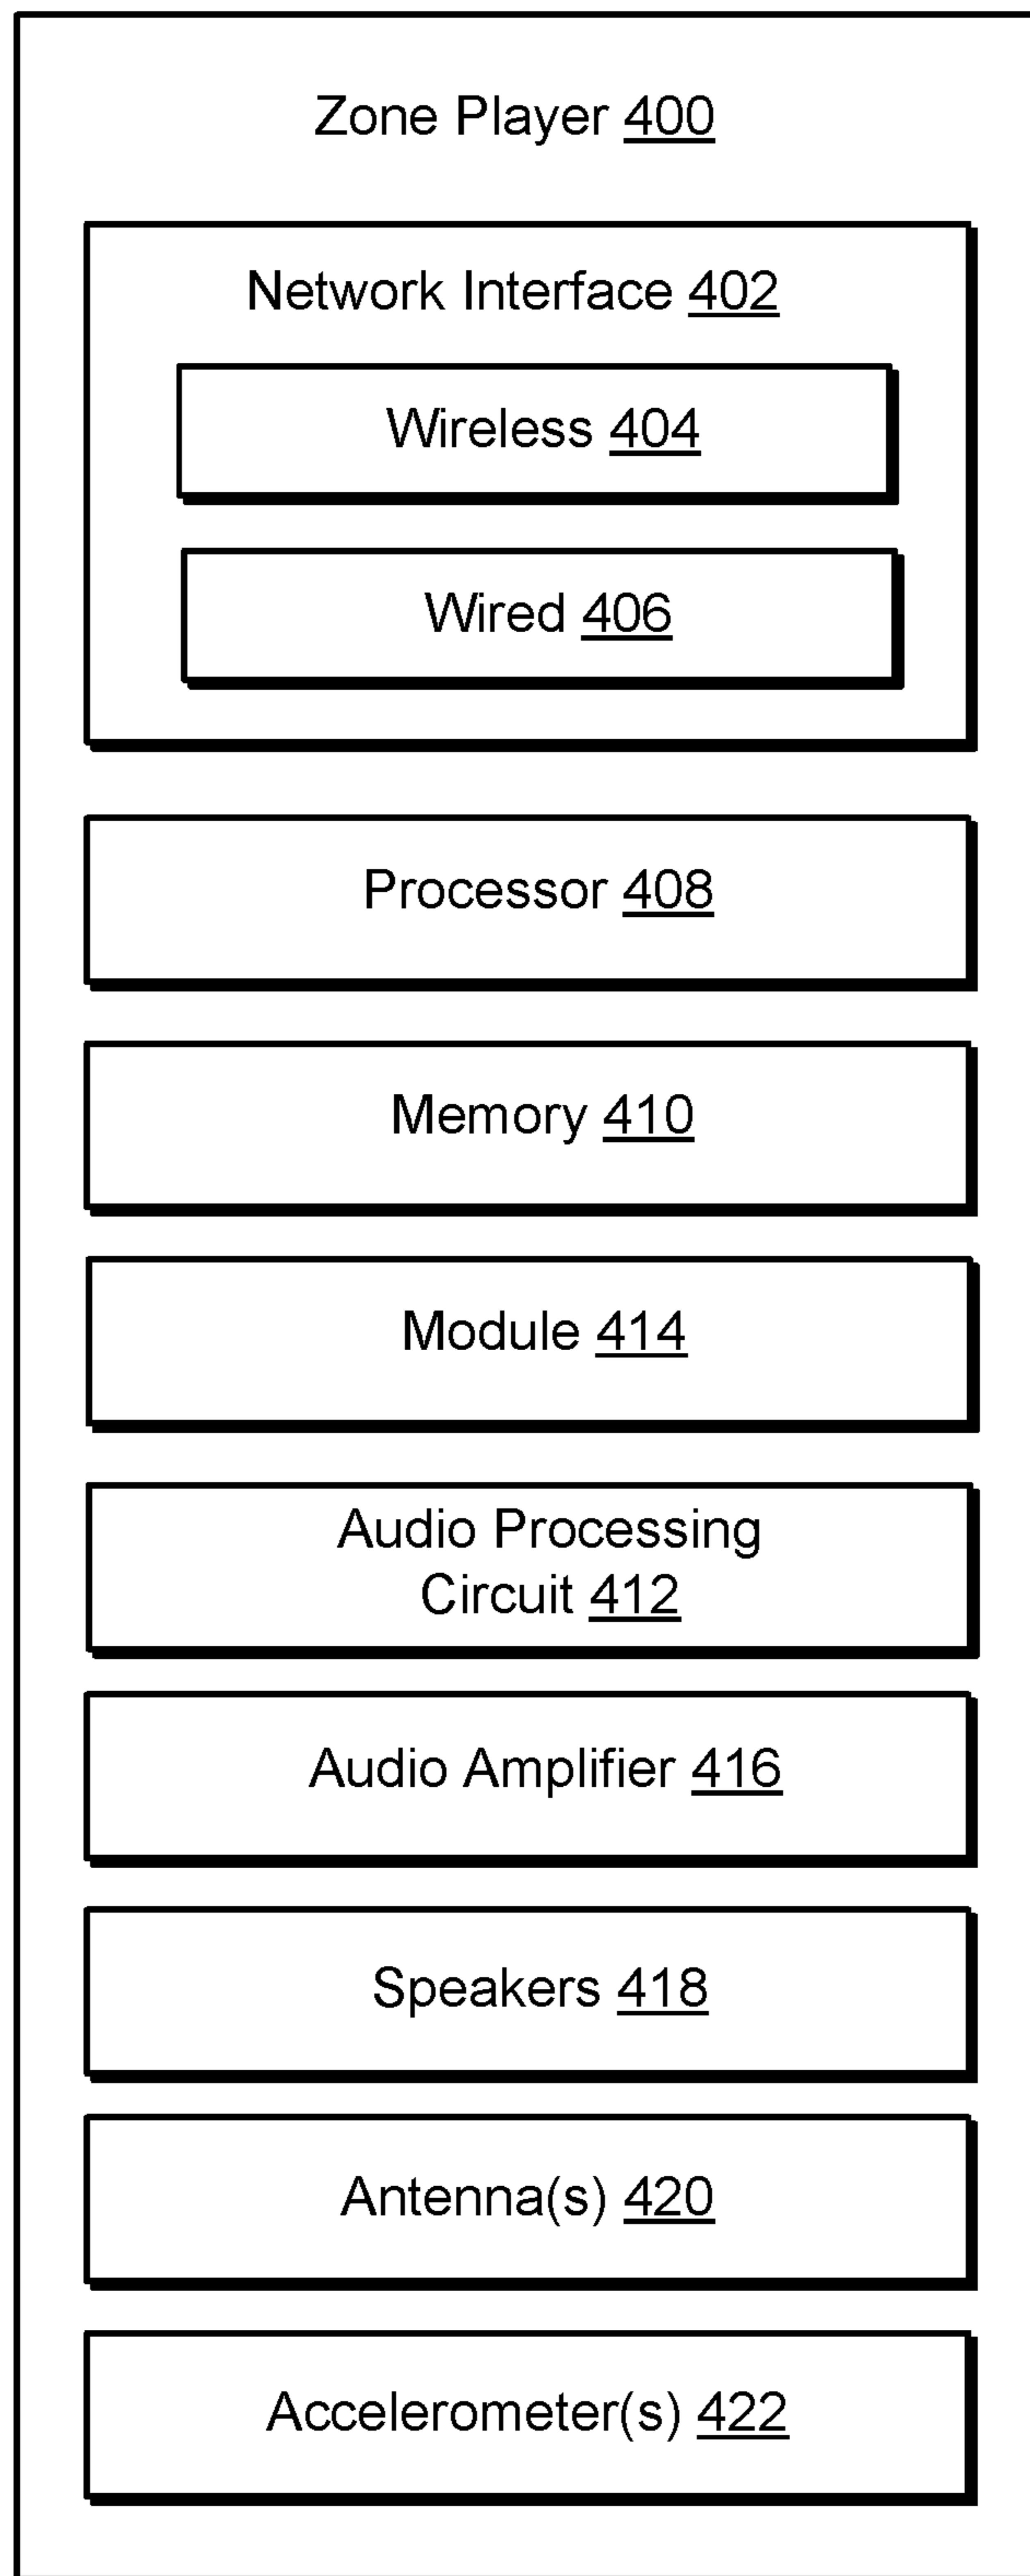 Zone Player 400
Network Interface 402
Wireless 404
Wired 406
Processor 408
Memory 410
Module 414
Audio Processing
Circuit 412
Audio Amplifier 416
Speakers 418
Antenna(s) 420
Accelerometer(s) 422